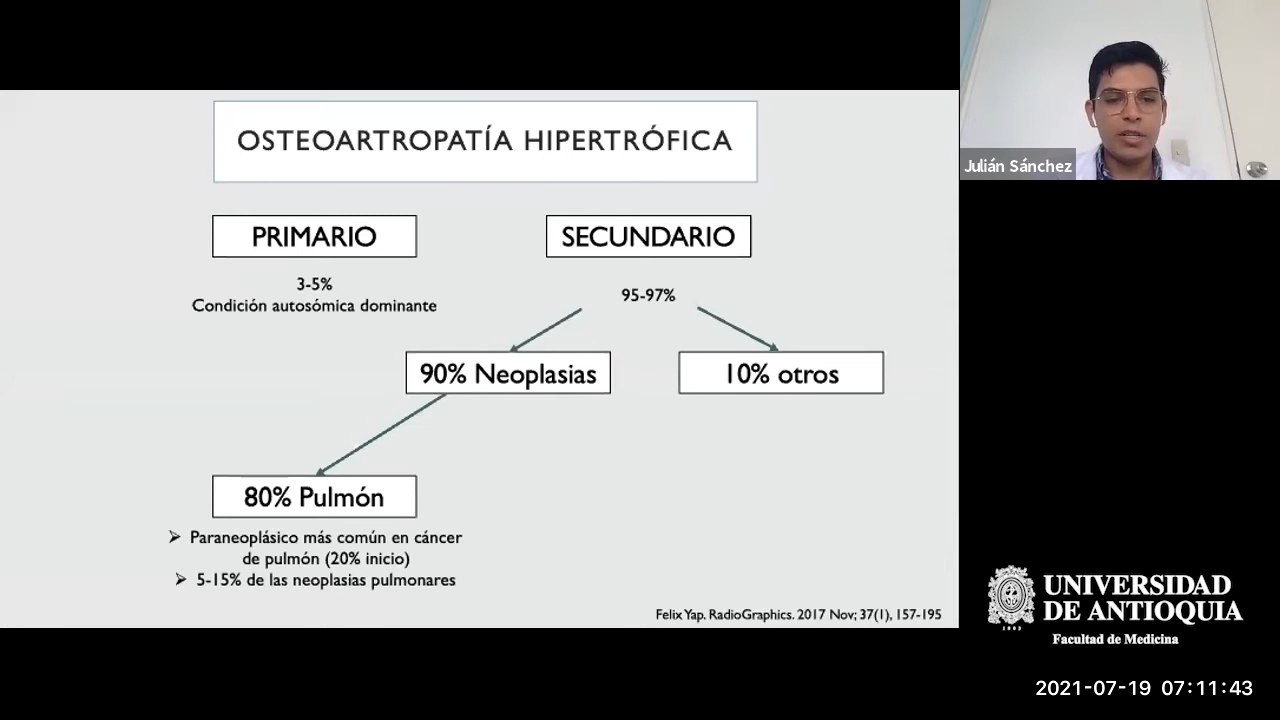 OSTEOARTROPATÍA HIPERTRÓFICA
PRIMARIO
SECUNDARIO
3-5%
Condición autosómica dominante
95-97%
90% Neoplasias
10% otros
80% Pulmón
➢ Paraneoplásico más común en cáncer
de pulmón (20% inicio)
➢ 5-15% de las neoplasias pulmonares
Felix Yap. RadioGraphics. 2017 Nov; 37(1), 157-195
Julián Sánchez
1803
UNIVERSIDAD
DE ANTIOQUIA
Facultad de Medicina
2021-07-19 07:11:43